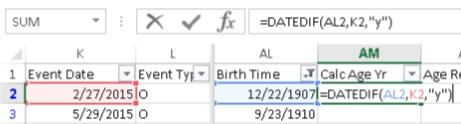 SUM =DATEDIF(AL2,K2,"y")
K L AL AM
1 Event Date Event Typ Birth Time Calc Age Yr Age Re
2 2/27/2015 O 12/22/1907 =DATEDIF(AL2,K2,"y")
3 5/29/2015 O 9/23/1910